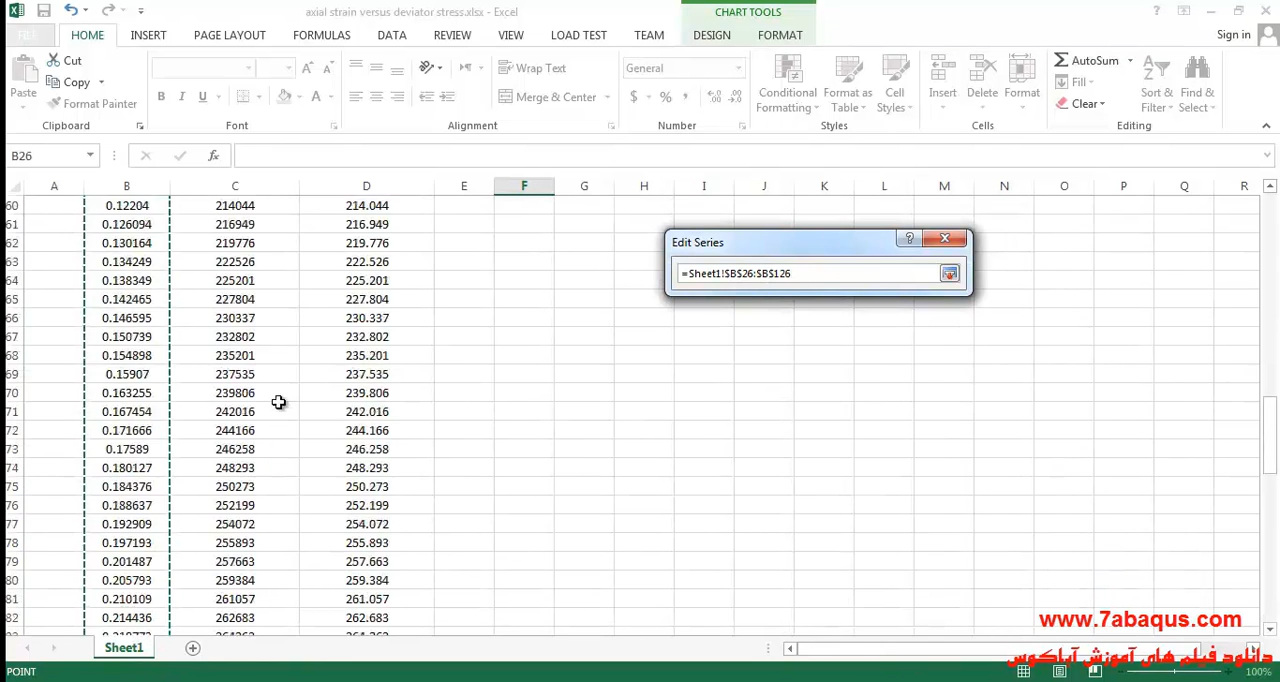 axial strain versus deviator stress.xlsx - Excel
CHART TOOLS
FILE HOME INSERT PAGE LAYOUT FORMULAS DATA REVIEW VIEW LOAD TEST TEAM DESIGN FORMAT Sign in
Cut
Copy
Format Painter
Paste
B I U A
Wrap Text
Merge & Center
General
$ % ,
Conditional Formatting
Format as Table
Cell Styles
Insert
Delete
Format
AutoSum
Fill
Clear
Sort & Filter
Find & Select
Clipboard Font Alignment Number Styles Cells Editing
B26 fx
A B C D E F G H I J K L M N O P Q R
60 0.12204 214044 214.044
61 0.126094 216949 216.949
62 0.130164 219776 219.776
63 0.134249 222526 222.526
64 0.138349 225201 225.201
65 0.142465 227804 227.804
66 0.146595 230337 230.337
67 0.150739 232802 232.802
68 0.154898 235201 235.201
69 0.15907 237535 237.535
70 0.163255 239806 239.806
71 0.167454 242016 242.016
72 0.171666 244166 244.166
73 0.17589 246258 246.258
74 0.180127 248293 248.293
75 0.184376 250273 250.273
76 0.188637 252199 252.199
77 0.192909 254072 254.072
78 0.197193 255893 255.893
79 0.201487 257663 257.663
80 0.205793 259384 259.384
81 0.210109 261057 261.057
82 0.214436 262683 262.683
Edit Series
=Sheet1!$B$26:$B$126
www.7abaqus.com
دانلود فیلم های آموزش آباکوس
Sheet1
POINT
100%